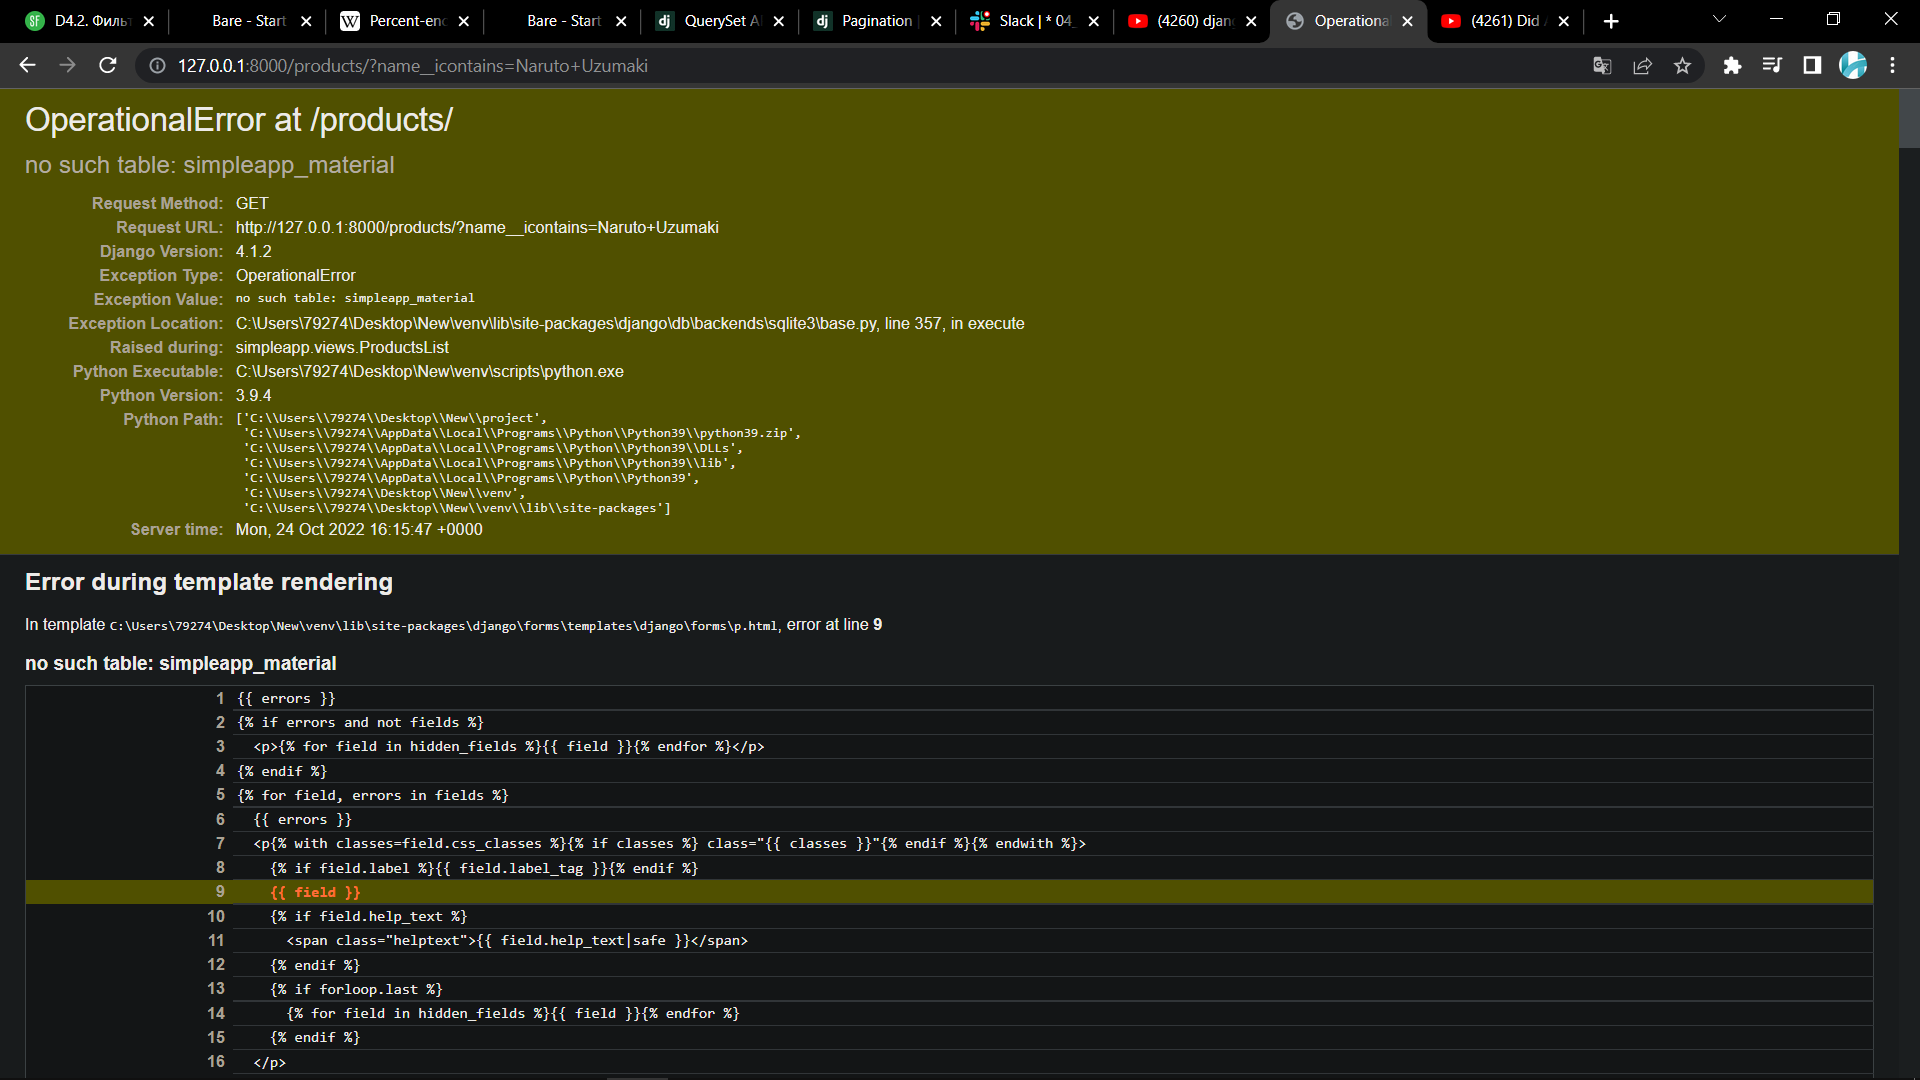 D4.2. Фильт
Bare - Start
Percent-enc
Bare - Start
QuerySet A
Pagination
Slack | * 04_
(4260) djan
Operationa
(4261) Did
127.0.0.1:8000/products/?name__icontains=Naruto+Uzumaki
OperationalError at /products/
no such table: simpleapp_material
Request Method: GET
Request URL: http://127.0.0.1:8000/products/?name__icontains=Naruto+Uzumaki
Django Version: 4.1.2
Exception Type: OperationalError
Exception Value: no such table: simpleapp_material
Exception Location: C:\Users\79274\Desktop\New\venv\lib\site-packages\django\db\backends\sqlite3\base.py, line 357, in execute
Raised during: simpleapp.views.ProductsList
Python Executable: C:\Users\79274\Desktop\New\venv\scripts\python.exe
Python Version: 3.9.4
Python Path: ['C:\\Users\\79274\\Desktop\\New\\project',
'C:\\Users\\79274\\AppData\\Local\\Programs\\Python\\Python39\\python39.zip',
'C:\\Users\\79274\\AppData\\Local\\Programs\\Python\\Python39\\DLLs',
'C:\\Users\\79274\\AppData\\Local\\Programs\\Python\\Python39\\lib',
'C:\\Users\\79274\\AppData\\Local\\Programs\\Python\\Python39',
'C:\\Users\\79274\\Desktop\\New\\venv',
'C:\\Users\\79274\\Desktop\\New\\venv\\lib\\site-packages']
Server time: Mon, 24 Oct 2022 16:15:47 +0000
Error during template rendering
In template C:\Users\79274\Desktop\New\venv\lib\site-packages\django\forms\templates\django\forms\p.html, error at line 9
no such table: simpleapp_material
1 {{ errors }}
2 {% if errors and not fields %}
3 <p>{% for field in hidden_fields %}{{ field }}{% endfor %}</p>
4 {% endif %}
5 {% for field, errors in fields %}
6 {{ errors }}
7 <p{% with classes=field.css_classes %}{% if classes %} class="{{ classes }}"{% endif %}{% endwith %}>
8 {% if field.label %}{{ field.label_tag }}{% endif %}
9 {{ field }}
10 {% if field.help_text %}
11 <span class="helptext">{{ field.help_text|safe }}</span>
12 {% endif %}
13 {% if forloop.last %}
14 {% for field in hidden_fields %}{{ field }}{% endfor %}
15 {% endif %}
16 </p>